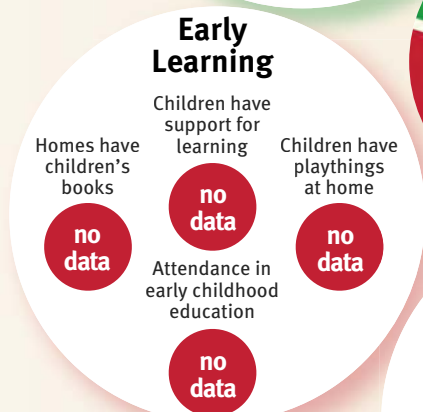 Early
Learning
Children have
support for
learning
no
data
Homes have
children’s
books
no
data
Children have
playthings
at home
no
data
Attendance in
early childhood
education
no
data